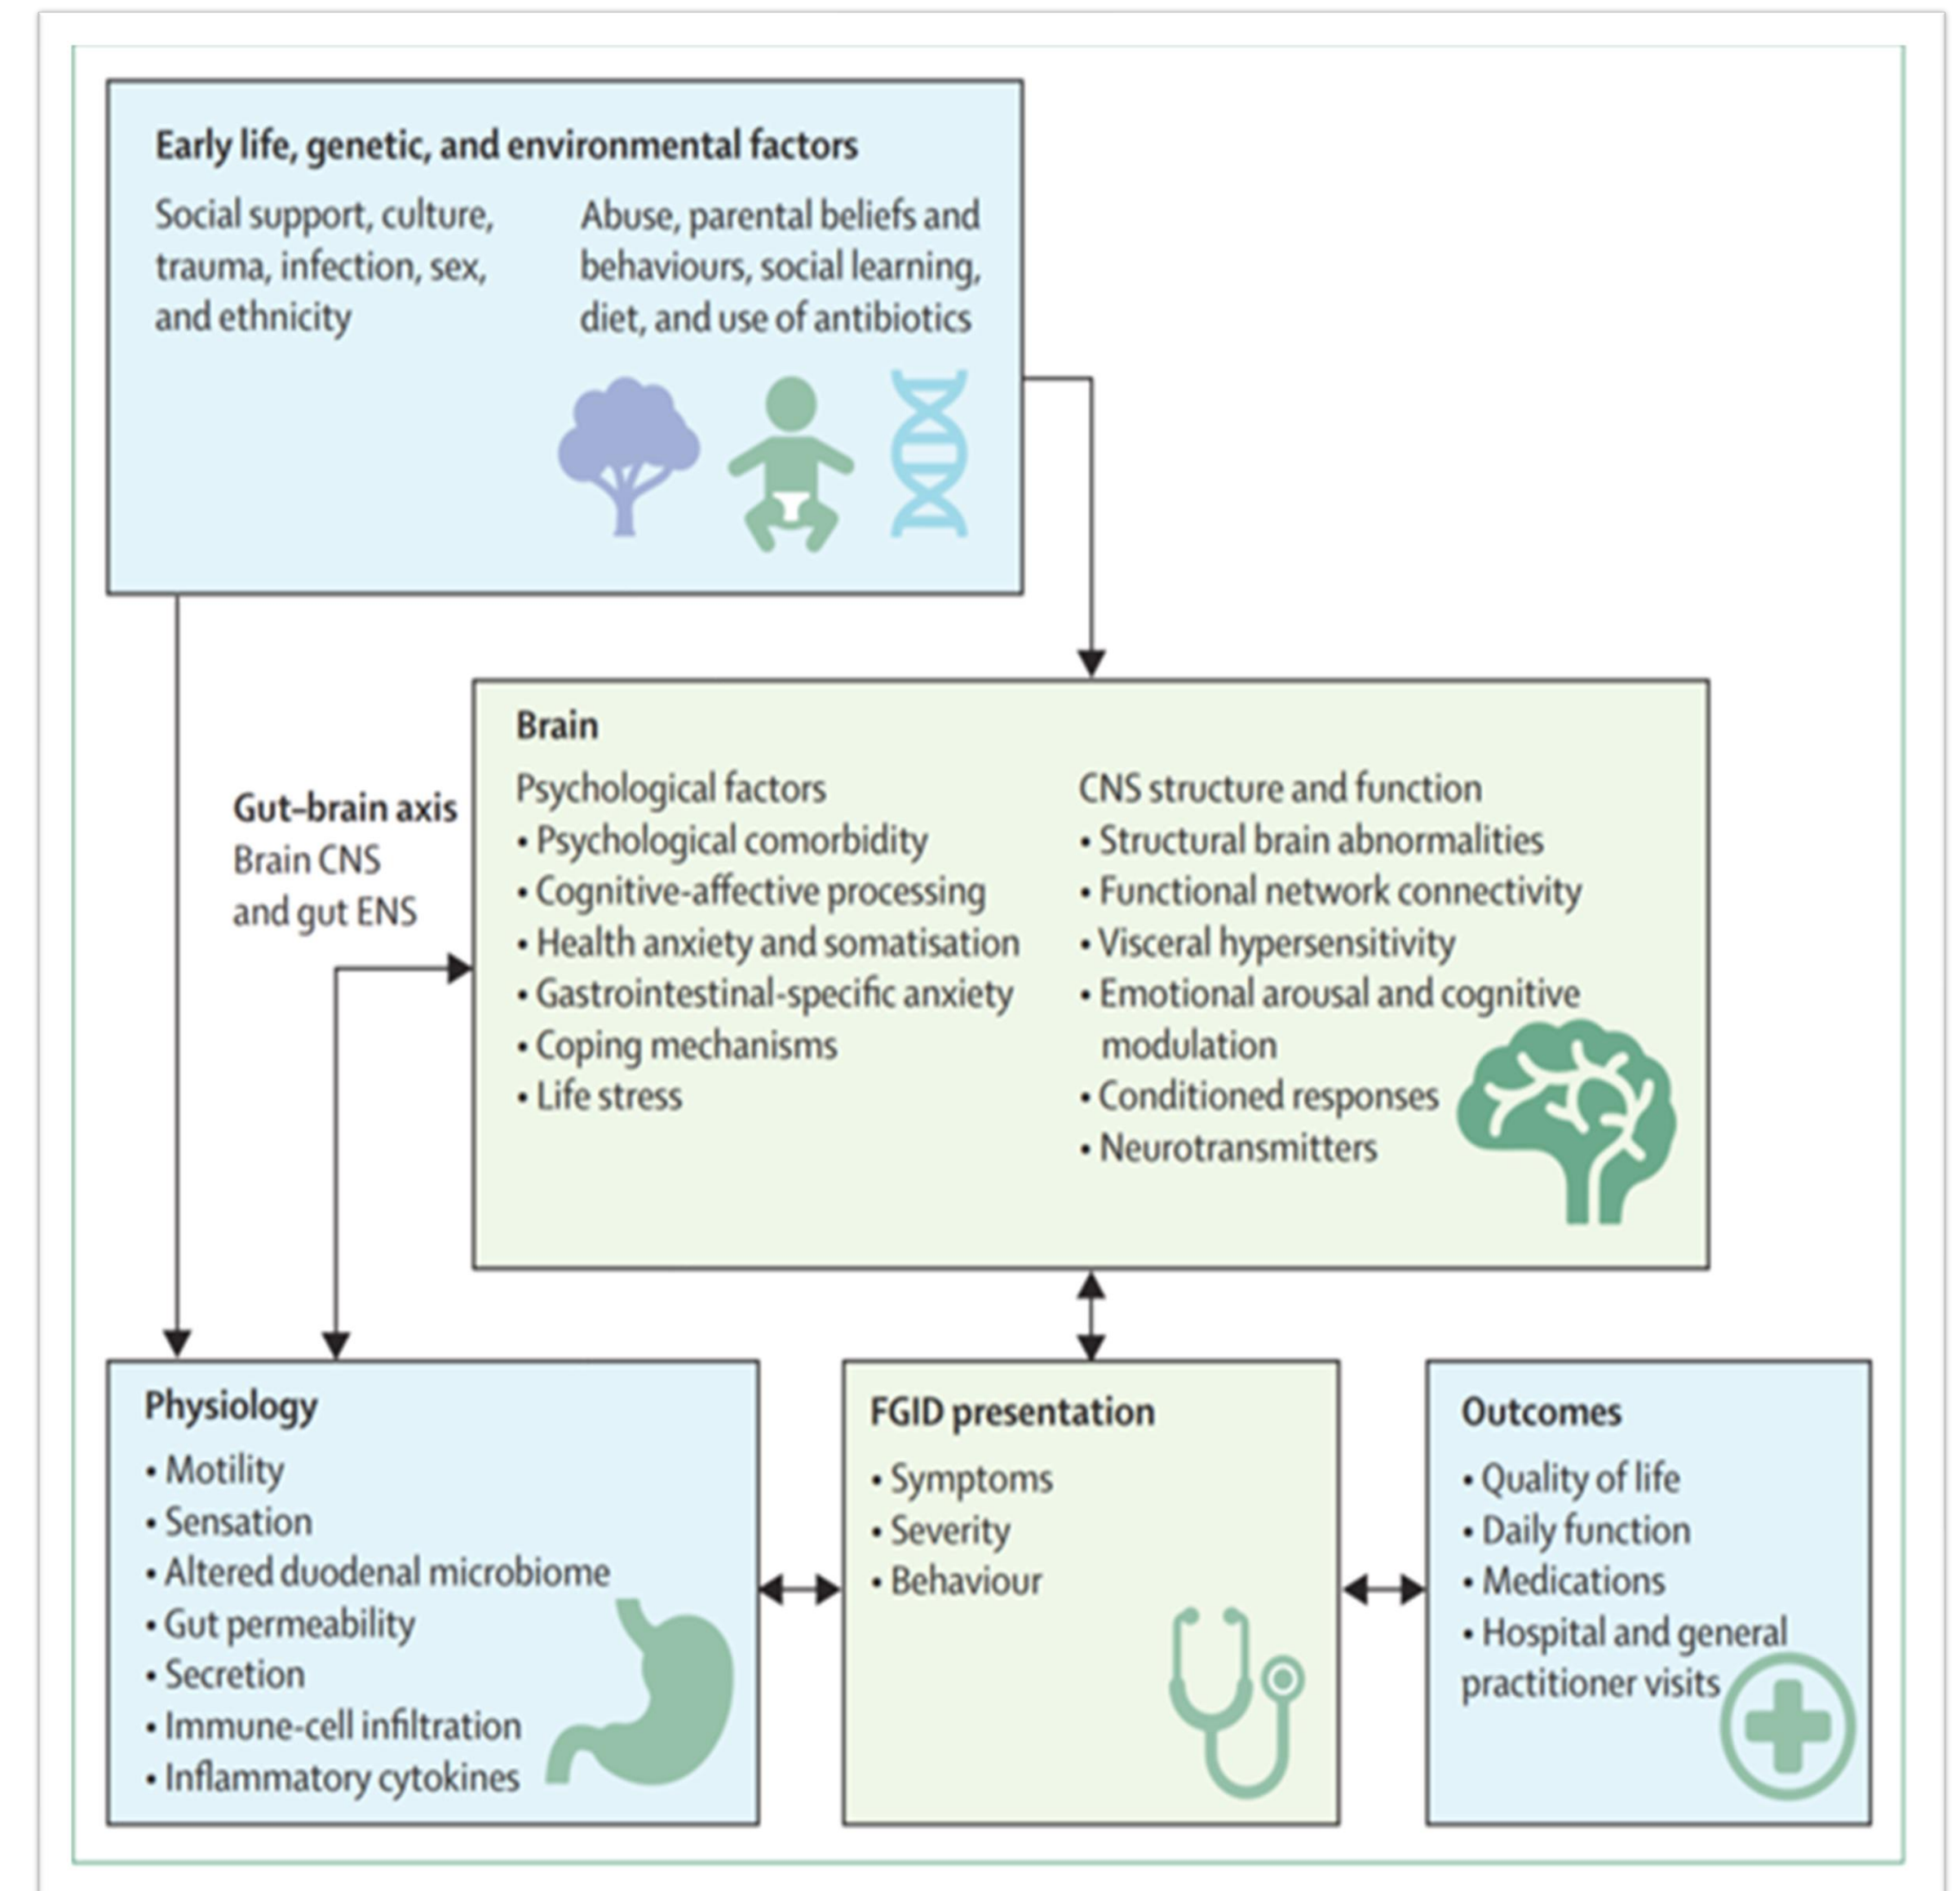 Early life, genetic, and environmental factors
Social support, culture,
trauma, infection, sex,
and ethnicity
Abuse, parental beliefs and
behaviours, social learning,
diet, and use of antibiotics
Gut–brain axis
Brain CNS
and gut ENS
Brain
Psychological factors
• Psychological comorbidity
• Cognitive-affective processing
• Health anxiety and somatisation
• Gastrointestinal-specific anxiety
• Coping mechanisms
• Life stress
CNS structure and function
• Structural brain abnormalities
• Functional network connectivity
• Visceral hypersensitivity
• Emotional arousal and cognitive
modulation
• Conditioned responses
• Neurotransmitters
Physiology
• Motility
• Sensation
• Altered duodenal microbiome
• Gut permeability
• Secretion
• Immune-cell infiltration
• Inflammatory cytokines
FGID presentation
• Symptoms
• Severity
• Behaviour
Outcomes
• Quality of life
• Daily function
• Medications
• Hospital and general
practitioner visits